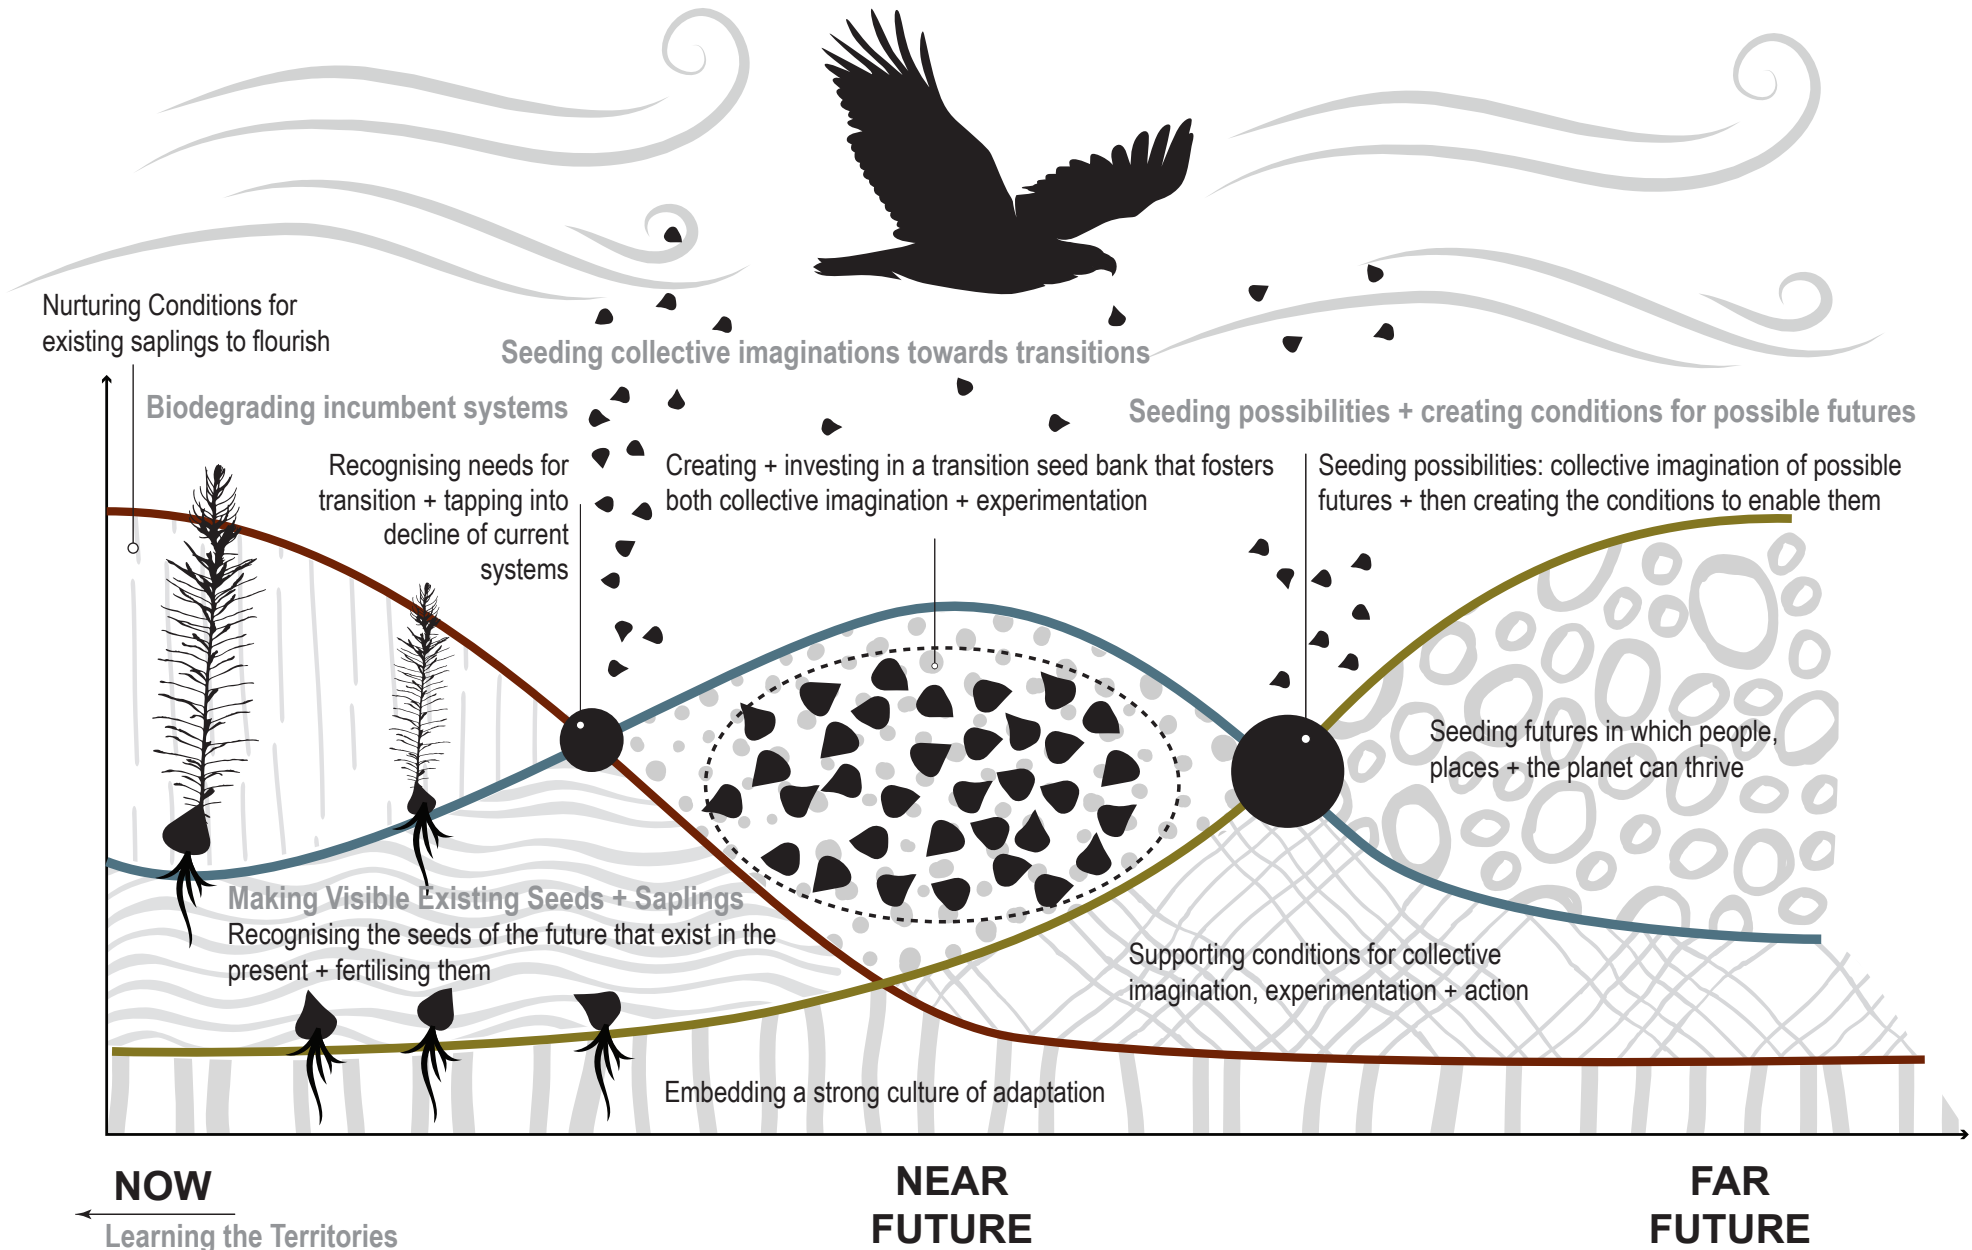 Nurturing Conditions for
existing saplings to flourish
Seeding collective imaginations towards transitions
Biodegrading incumbent systems
Seeding possibilities + creating conditions for possible futures
Recognising needs for
transition + tapping into
decline of current
systems
Creating + investing in a transition seed bank that fosters
both collective imagination + experimentation
Seeding possibilities: collective imagination of possible
futures + then creating the conditions to enable them
Seeding futures in which people,
places + the planet can thrive
Making Visible Existing Seeds + Saplings
Recognising the seeds of the future that exist in the
present + fertilising them
Supporting conditions for collective
imagination, experimentation + action
Embedding a strong culture of adaptation
NOW
Learning the Territories
NEAR
FUTURE
FAR
FUTURE